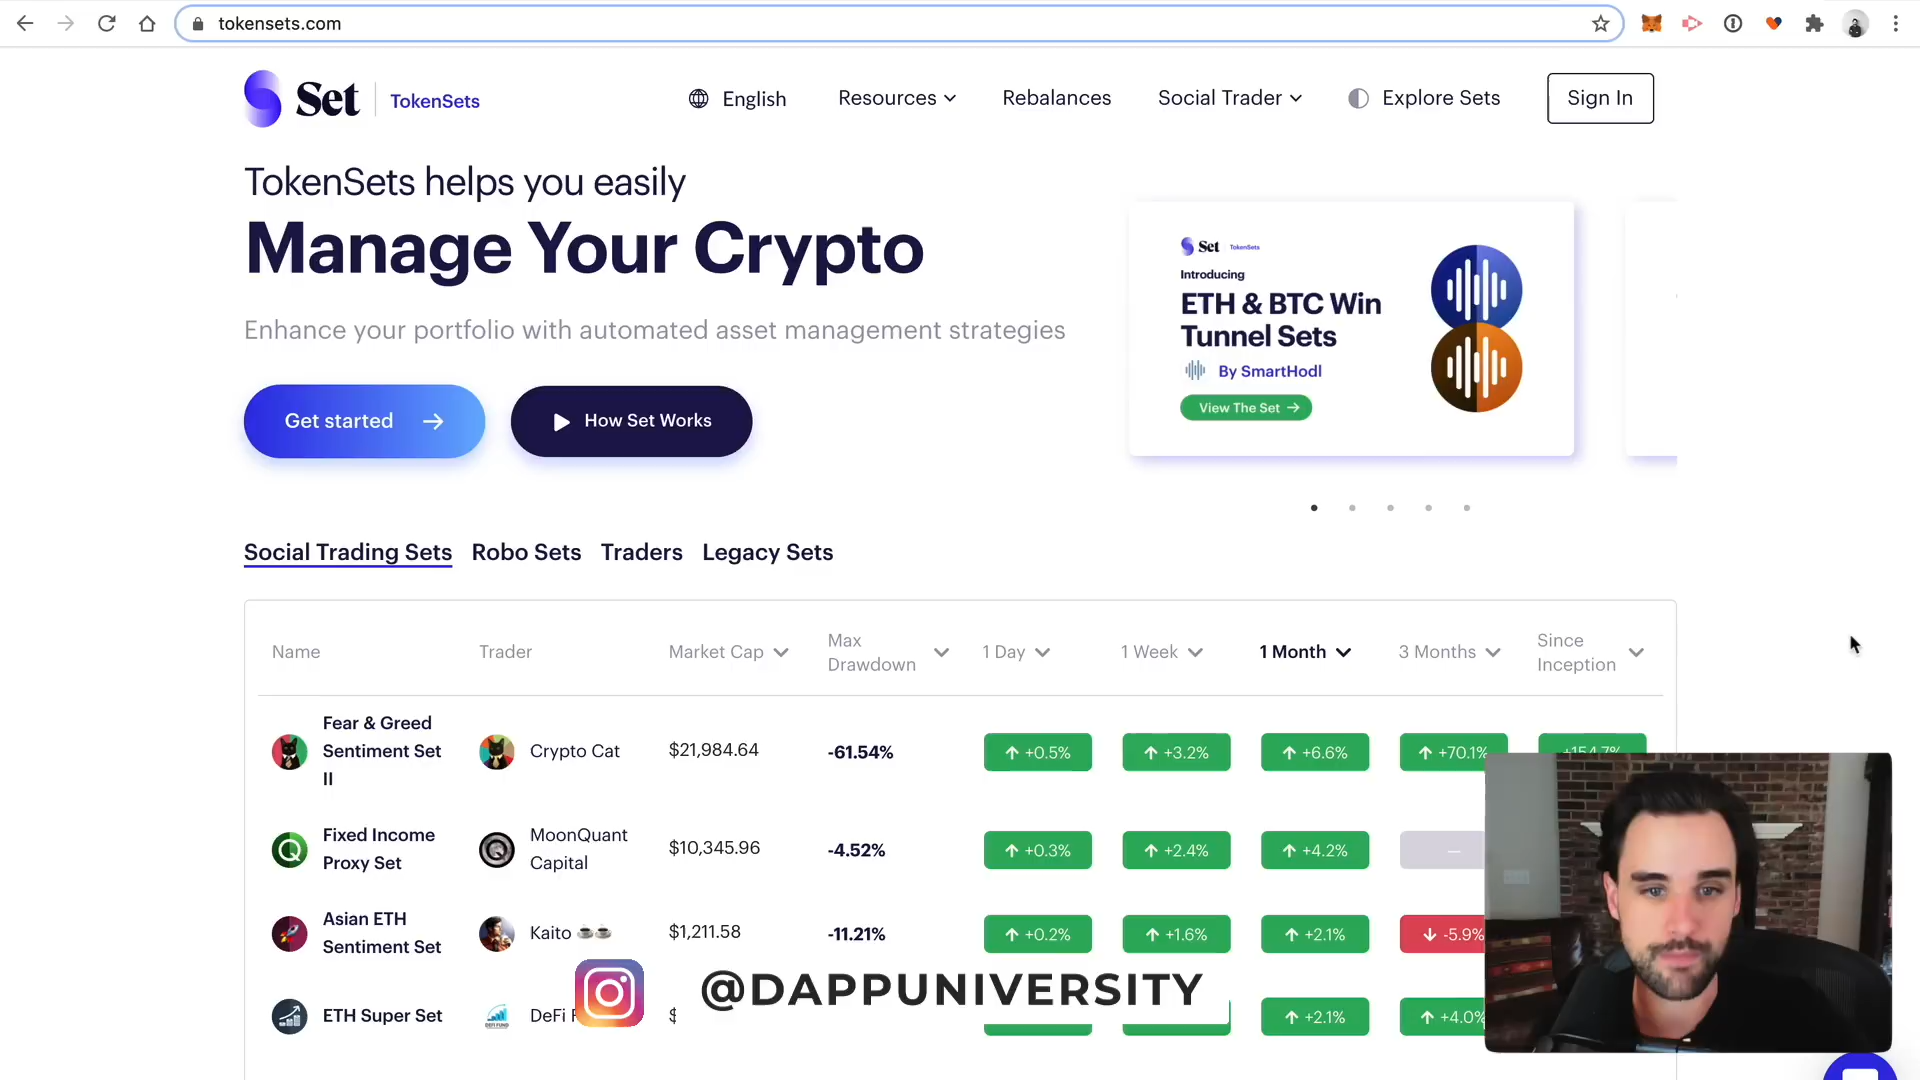 tokensets.com
Set
TokenSets
English
Resources
Rebalances
Social Trader
Explore Sets
Sign In
TokenSets helps you easily
Manage Your Crypto
Enhance your portfolio with automated asset management strategies
Get started
How Set Works
Set TokenSets
Introducing
ETH & BTC Win
Tunnel Sets
By SmartHodl
View The Set
Social Trading Sets
Robo Sets
Traders
Legacy Sets
Name
Trader
Market Cap
Max
Drawdown
1 Day
1 Week
1 Month
3 Months
Since
Inception
Fear & Greed
Sentiment Set
II
Crypto Cat
$21,984.64
-61.54%
+0.5%
+3.2%
+6.6%
+70.1%
+154.7%
Fixed Income
Proxy Set
MoonQuant
Capital
$10,345.96
-4.52%
+0.3%
+2.4%
+4.2%
–
Asian ETH
Sentiment Set
Kaito
$1,211.58
-11.21%
+0.2%
+1.6%
+2.1%
-5.9%
ETH Super Set
DEFI FUND
DeFi
$
+2.1%
+4.0%
@DAPPUNIVERSITY